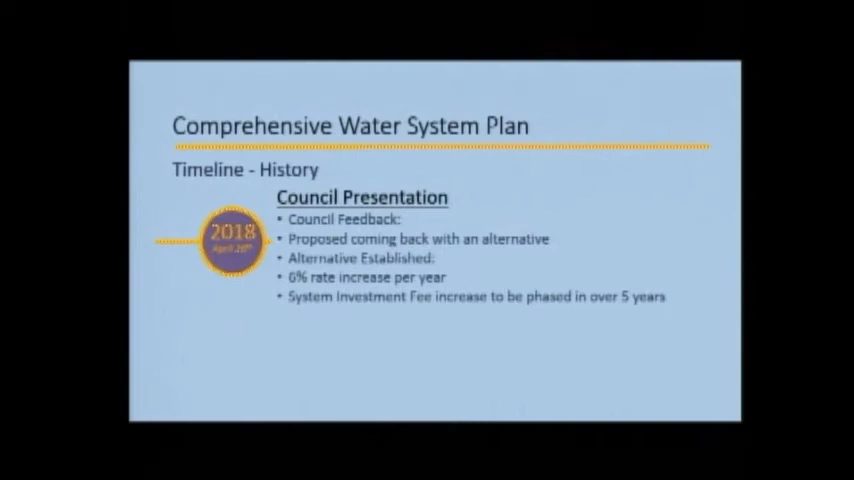 Comprehensive Water System Plan
Timeline - History
Council Presentation
2018
• Council Feedback:
April
• Proposed coming back with an alternative
• Alternative Established:
• 6% rate increase per year
• System Investment Fee increase to be phased in over 5 years